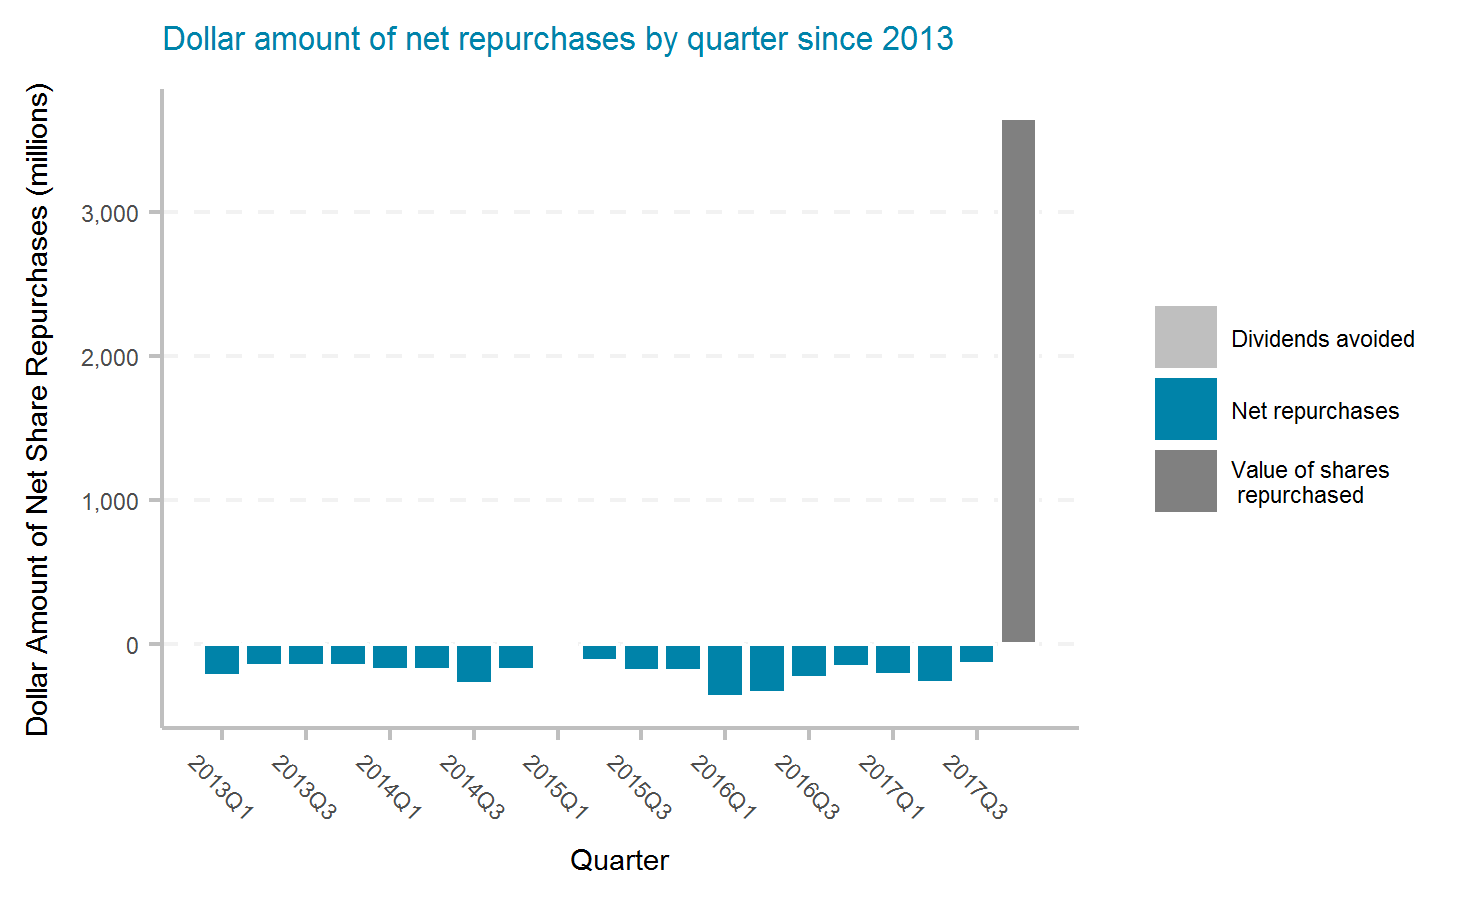 Dollar amount of net repurchases by quarter since 2013
Dollar Amount of Net Share Repurchases (millions)
3,000
2,000
1,000
0
2013Q1
2013Q3
2014Q1
2014Q3
2015Q1
2015Q3
2016Q1
2016Q3
2017Q1
2017Q3
Quarter
Dividends avoided
Net repurchases
Value of shares
repurchased